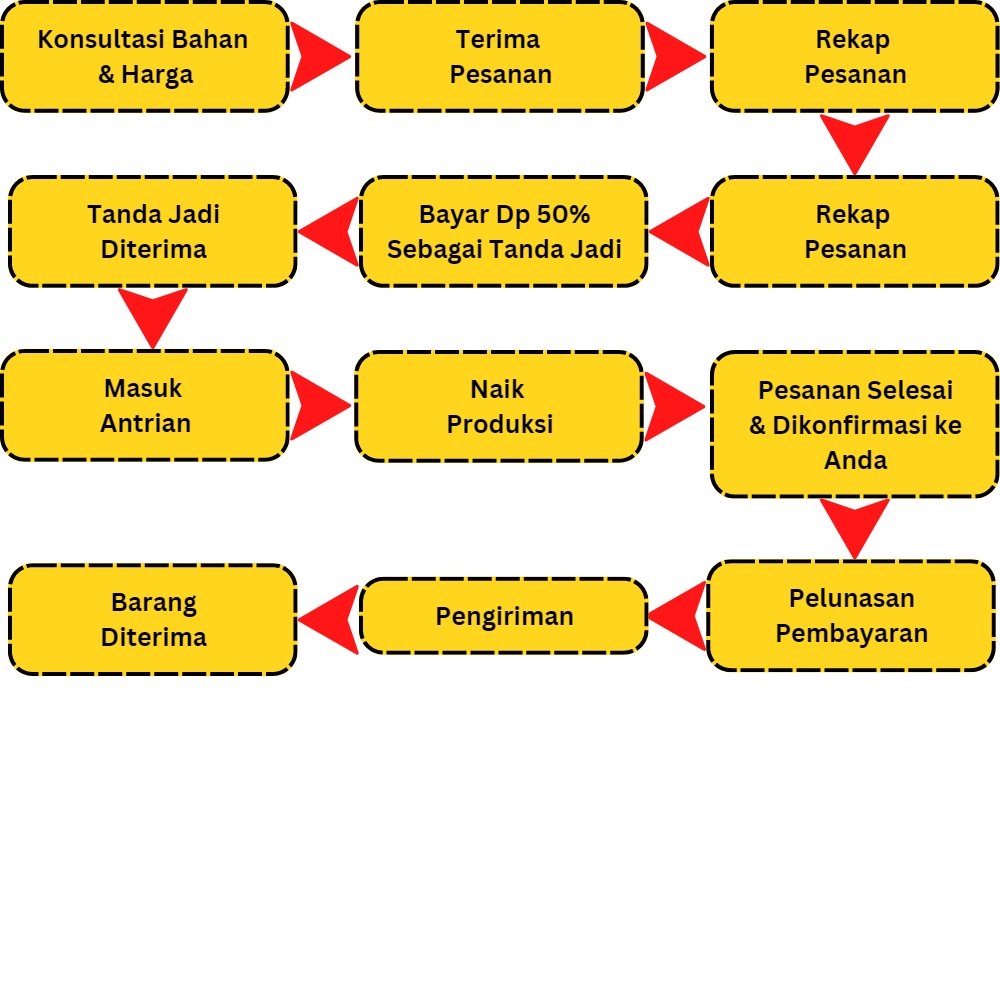 Konsultasi Bahan
& Harga
Terima
Pesanan
Rekap
Pesanan
Rekap
Pesanan
Bayar Dp 50%
Sebagai Tanda Jadi
Tanda Jadi
Diterima
Masuk
Antrian
Naik
Produksi
Pesanan Selesai
& Dikonfirmasi ke
Anda
Pelunasan
Pembayaran
Pengiriman
Barang
Diterima